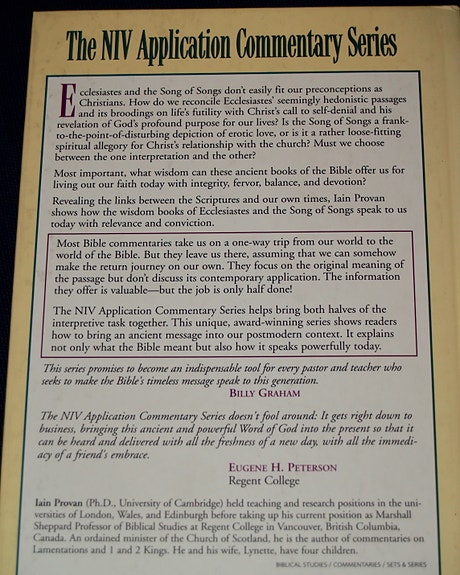 The NIV Application Commentary Series
Ecclesiastes and the Song of Songs don't easily fit our preconceptions as
Christians. How do we reconcile Ecclesiastes' seemingly hedonistic passages
and its broodings on life's futility with Christ's call to self-denial and his
revelation of God's profound purpose for our lives? Is the Song of Songs a frank-
to-the-point-of-disturbing depiction of erotic love, or is it a rather loose-fitting
spiritual allegory for Christ's relationship with the church? Must we choose
between the one interpretation and the other?
Most important, what wisdom can these ancient books of the Bible offer us for
living out our faith today with integrity, fervor, balance, and devotion?
Revealing the links between the Scriptures and our own times, Iain Provan
shows how the wisdom books of Ecclesiastes and the Song of Songs speak to us
today with relevance and conviction.
Most Bible commentaries take us on a one-way trip from our world to the
world of the Bible. But they leave us there, assuming that we can somehow
make the return journey on our own. They focus on the original meaning of
the passage but don't discuss its contemporary application. The information
they offer is valuable—but the job is only half done!
The NIV Application Commentary Series helps bring both halves of the
interpretive task together. This unique, award-winning series shows readers
how to bring an ancient message into our postmodern context. It explains
not only what the Bible meant but also how it speaks powerfully today.
This series promises to become an indispensable tool for every pastor and teacher who
seeks to make the Bible's timeless message speak to this generation.
BILLY GRAHAM
The NIV Application Commentary Series doesn't fool around: It gets right down to
business, bringing this ancient and powerful Word of God into the present so that it
can be heard and delivered with all the freshness of a new day, with all the immedi-
acy of a friend's embrace.
EUGENE H. PETERSON
Regent College
Iain Provan (Ph.D., University of Cambridge) held teaching and research positions in the uni-
versities of London, Wales, and Edinburgh before taking up his current position as Marshall
Sheppard Professor of Biblical Studies at Regent College in Vancouver, British Columbia,
Canada. An ordained minister of the Church of Scotland, he is the author of commentaries on
Lamentations and 1 and 2 Kings. He and his wife, Lynette, have four children.
BIBLICAL STUDIES / COMMENTARIES / SETS & SERIES